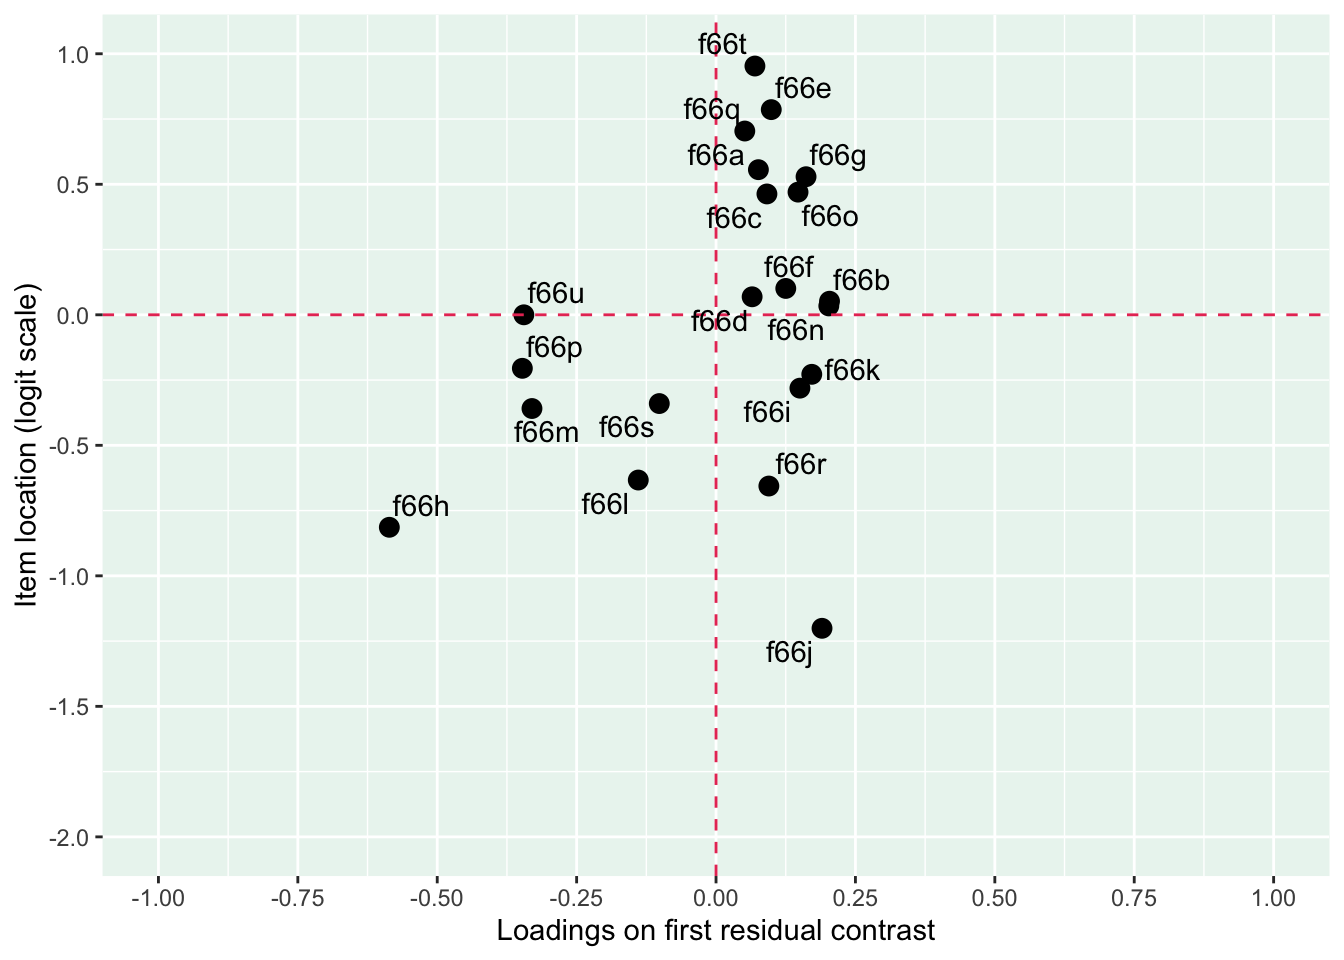 f66t
1.0
f66e
f66q
f66a
f66g
0.5
f66c
f66o
f66f
f66b
f66u
0.0
f66d
f66n
f66p
f66k
f66i
f66s
f66m
-0.5
f66r
f66h
f66l
-1.0
f66j
-1.5
-2.0
Item location (logit scale)
-1.00 -0.75 -0.50 -0.25 0.00 0.25 0.50 0.75 1.00
Loadings on first residual contrast